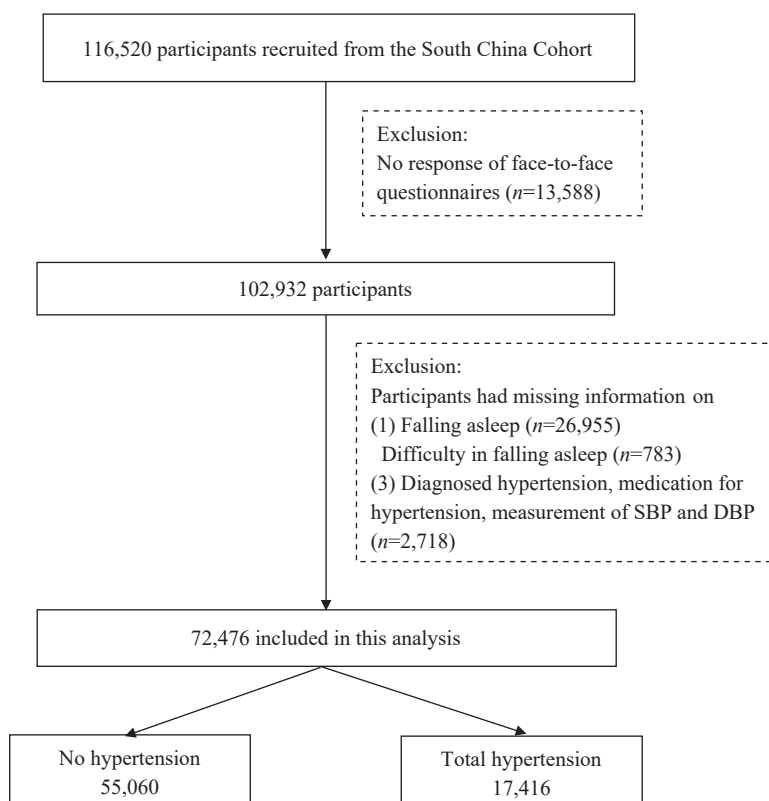 116,520 participants recruited from the South China Cohort
Exclusion:
No response of face-to-face
questionnaires (n=13,588)
102,932 participants
Exclusion:
Participants had missing information on
(1) Falling asleep (n=26,955)
Difficulty in falling asleep (n=783)
(3) Diagnosed hypertension, medication for
hypertension, measurement of SBP and DBP
(n=2,718)
72,476 included in this analysis
No hypertension
55,060
Total hypertension
17,416